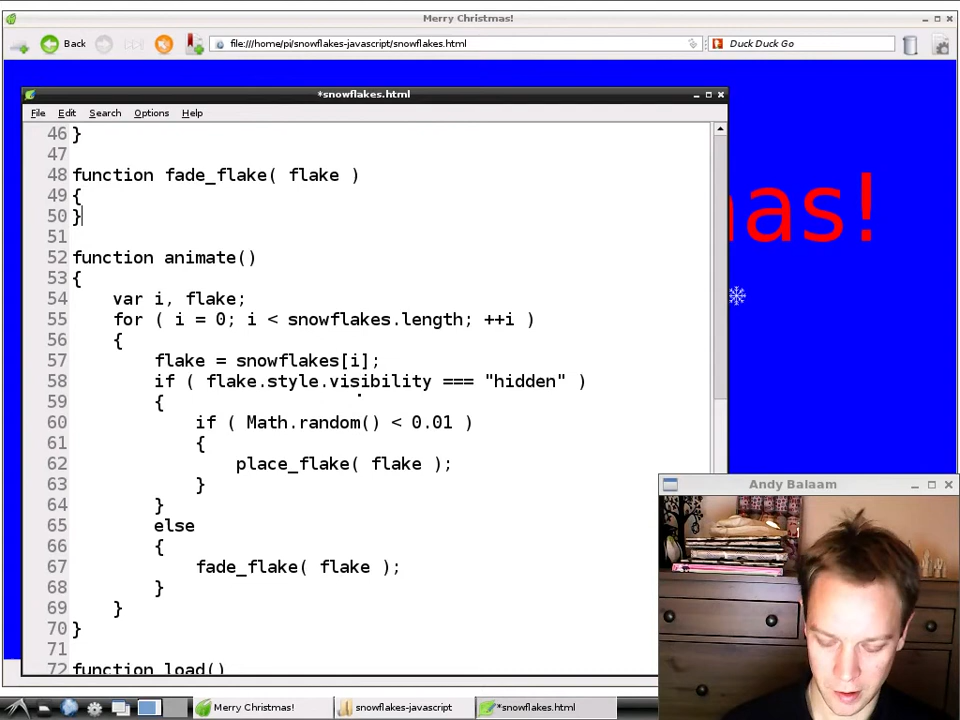 Merry Christmas!
Back
file:///home/pi/snowflakes-javascript/snowflakes.html
Duck Duck Go
*snowflakes.html
File Edit Search Options Help
mas!
46 }
47
48 function fade_flake( flake )
49 {
50 }
51
52 function animate()
53 {
54 var i, flake;
55 for ( i = 0; i < snowflakes.length; ++i )
56 {
57 flake = snowflakes[i];
58 if ( flake.style.visibility === "hidden" )
59 {
60 if ( Math.random() < 0.01 )
61 {
62 place_flake( flake );
63 }
64 }
65 else
66 {
67 fade_flake( flake );
68 }
69 }
70 }
71
72 function load()
Andy Balaam
Merry Christmas!
snowflakes-javascript
*snowflakes.html